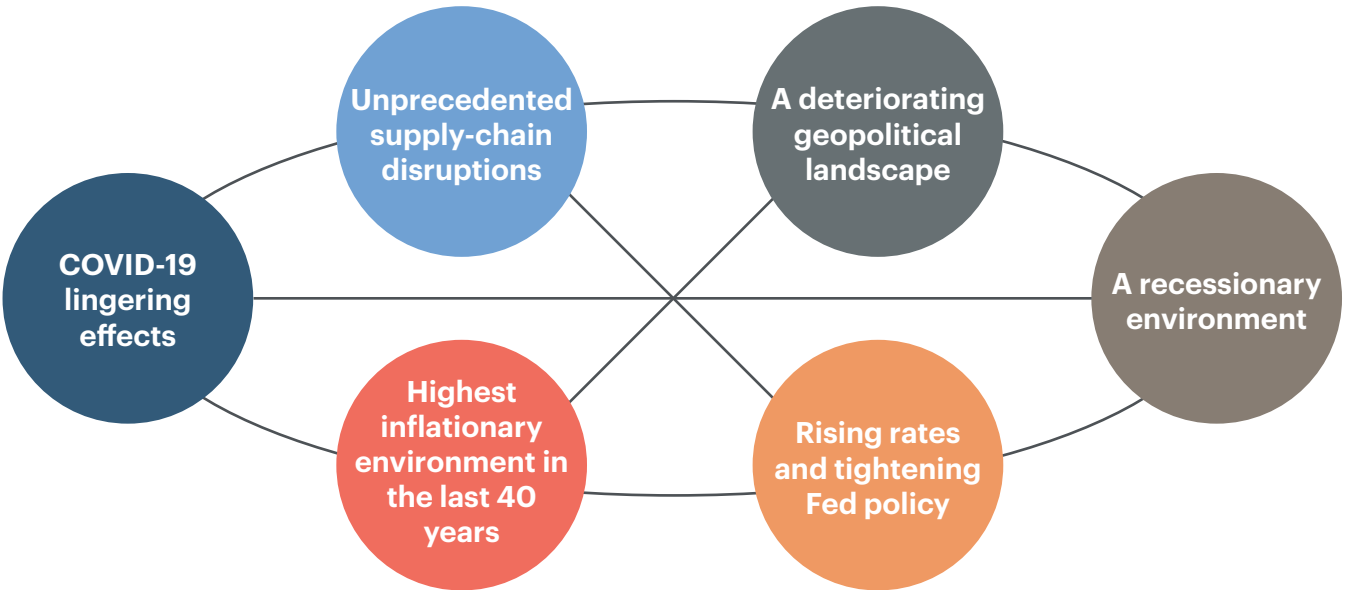 Unprecedented
supply-chain
disruptions
A deteriorating
geopolitical
landscape
COVID-19
lingering
effects
A recessionary
environment
Highest
inflationary
environment in
the last 40
years
Rising rates
and tightening
Fed policy